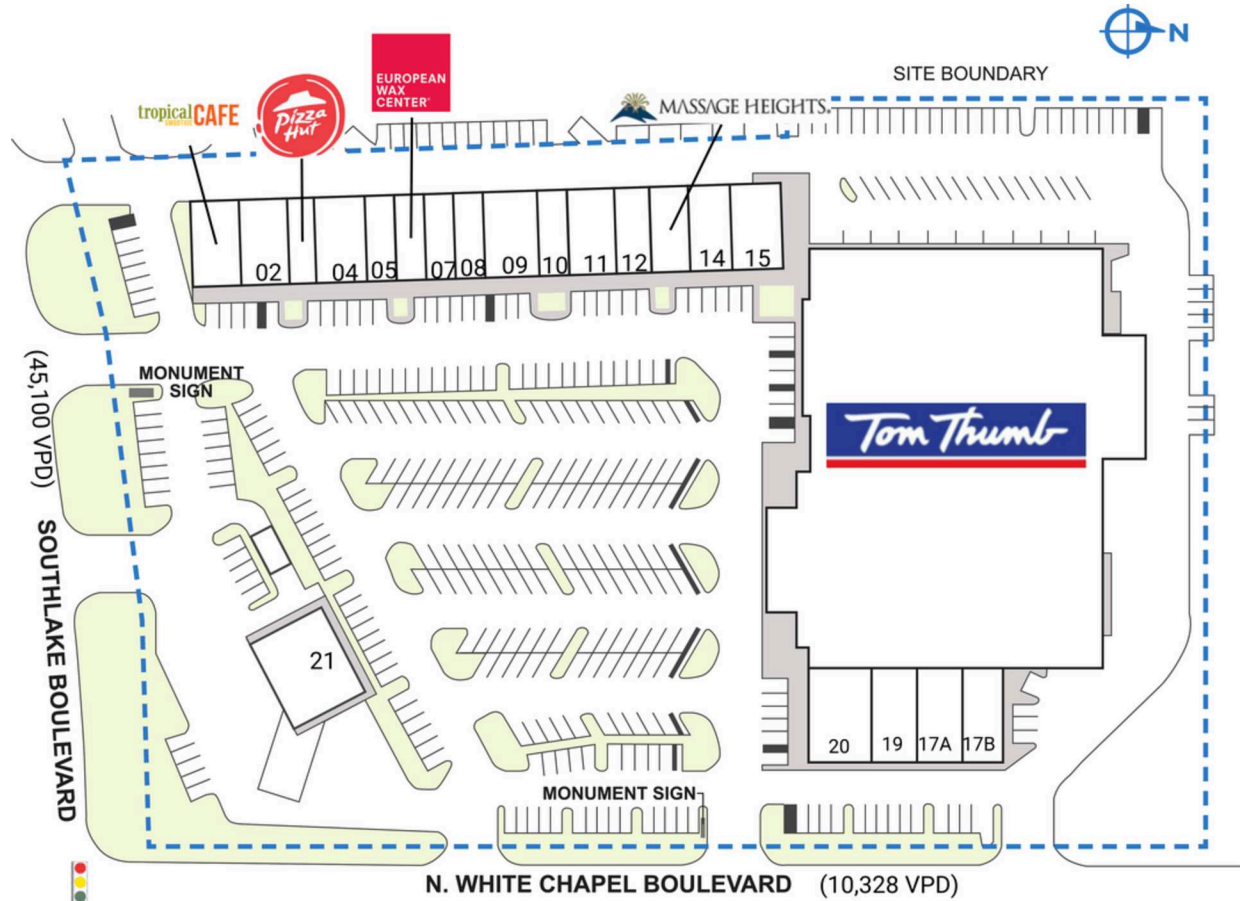 N
SITE BOUNDARY
EUROPEAN
WAX
CENTER
tropical CAFE
SMOOTHIE
Pizza
Hut
MASSAGE HEIGHTS.
02
04
05
07
08
09
10
11
12
14
15
MONUMENT
SIGN
(45,100 VPD)
SOUTHLAKE BOULEVARD
Tom Thumb
21
20
19
17A
17B
MONUMENT SIGN
N. WHITE CHAPEL BOULEVARD (10,328 VPD)